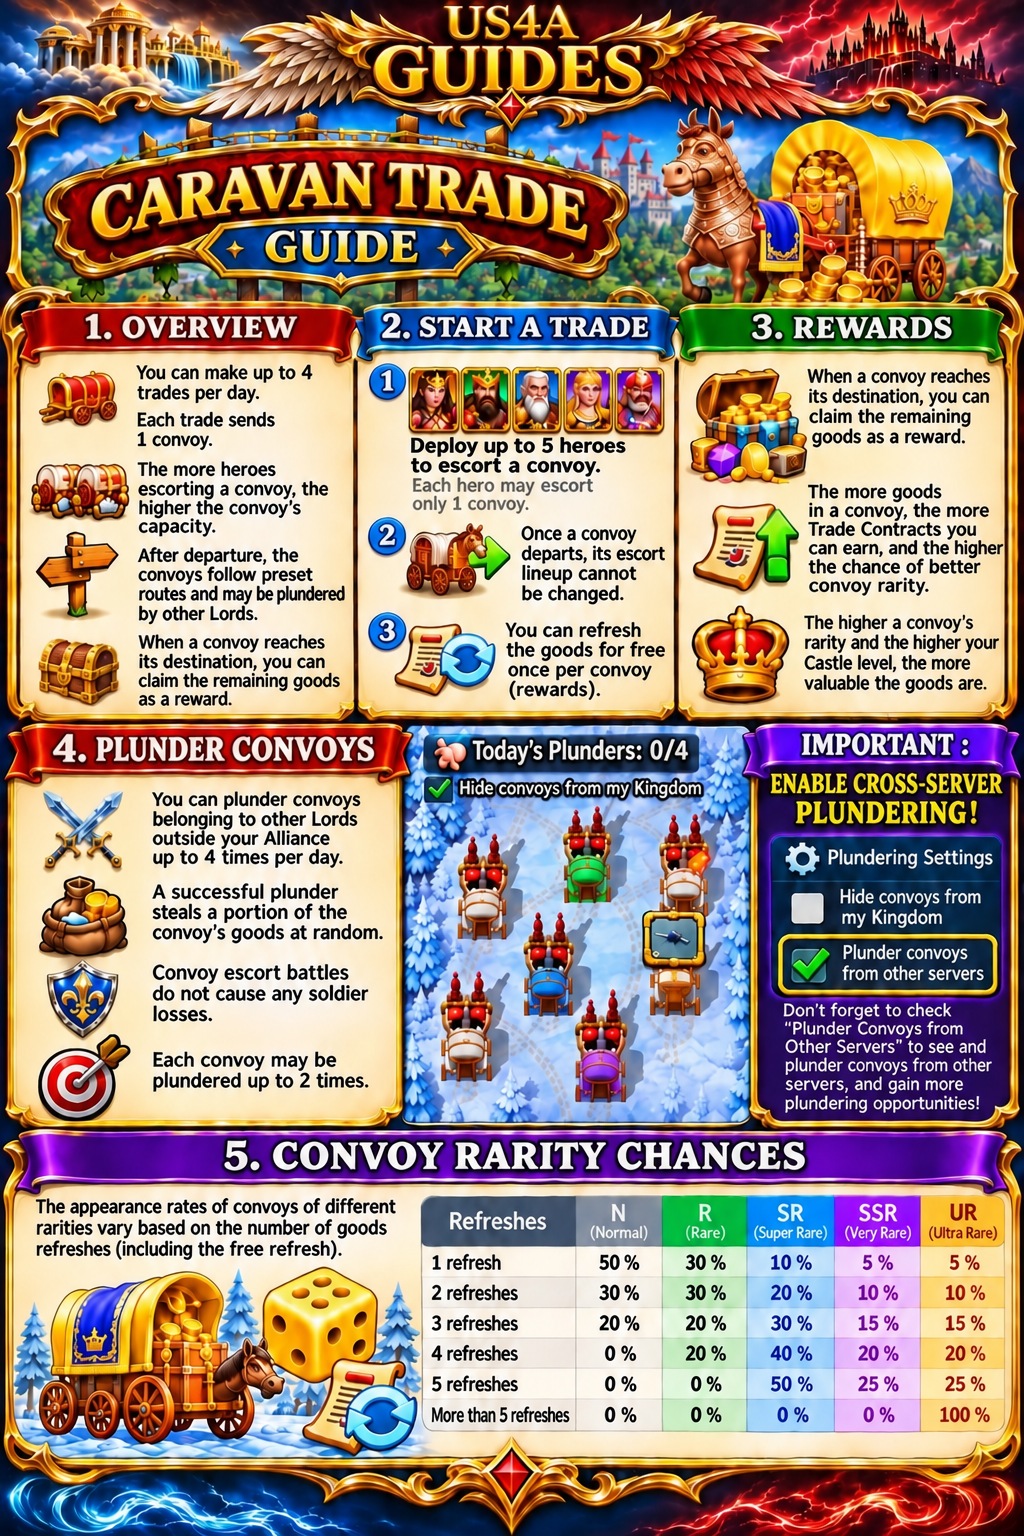 US4A
GUIDES
CARAVAN TRADE
GUIDE
1. OVERVIEW
You can make up to 4
trades per day.
Each trade sends
1 convoy.
The more heroes
escorting a convoy, the
higher the convoy's
capacity.
After departure, the
convoys follow preset
routes and may be plundered
by other Lords.
When a convoy reaches
its destination, you can
claim the remaining goods
as a reward.
2. START A TRADE
1
Deploy up to 5 heroes
to escort a convoy.
Each hero may escort
only 1 convoy.
2
Once a convoy
departs, its escort
lineup cannot
be changed.
3
You can refresh
the goods for free
once per convoy
(rewards).
3. REWARDS
When a convoy reaches
its destination, you can
claim the remaining
goods as a reward.
The more goods
in a convoy, the more
Trade Contracts you
can earn, and the higher
the chance of better
convoy rarity.
The higher a convoy's
rarity and the higher your
Castle level, the more
valuable the goods are.
4. PLUNDER CONVOYS
You can plunder convoys
belonging to other Lords
outside your Alliance
up to 4 times per day.
A successful plunder
steals a portion of the
convoy's goods at random.
Convoy escort battles
do not cause any soldier
losses.
Each convoy may be
plundered up to 2 times.
Today's Plunders: 0/4
Hide convoys from my Kingdom
IMPORTANT :
ENABLE CROSS-SERVER
PLUNDERING!
Plundering Settings
Hide convoys from
my Kingdom
Plunder convoys
from other servers
Don't forget to check
"Plunder Convoys from
Other Servers" to see and
plunder convoys from other
servers, and gain more
plundering opportunities!
5. CONVOY RARITY CHANCES
The appearance rates of convoys of different
rarities vary based on the number of goods
refreshes (including the free refresh).
Refreshes N (Normal) R (Rare) SR (Super Rare) SSR (Very Rare) UR (Ultra Rare)
1 refresh 50 % 30 % 10 % 5 % 5 %
2 refreshes 30 % 30 % 20 % 10 % 10 %
3 refreshes 20 % 20 % 30 % 15 % 15 %
4 refreshes 0 % 20 % 40 % 20 % 20 %
5 refreshes 0 % 0 % 50 % 25 % 25 %
More than 5 refreshes 0 % 0 % 0 % 0 % 100 %